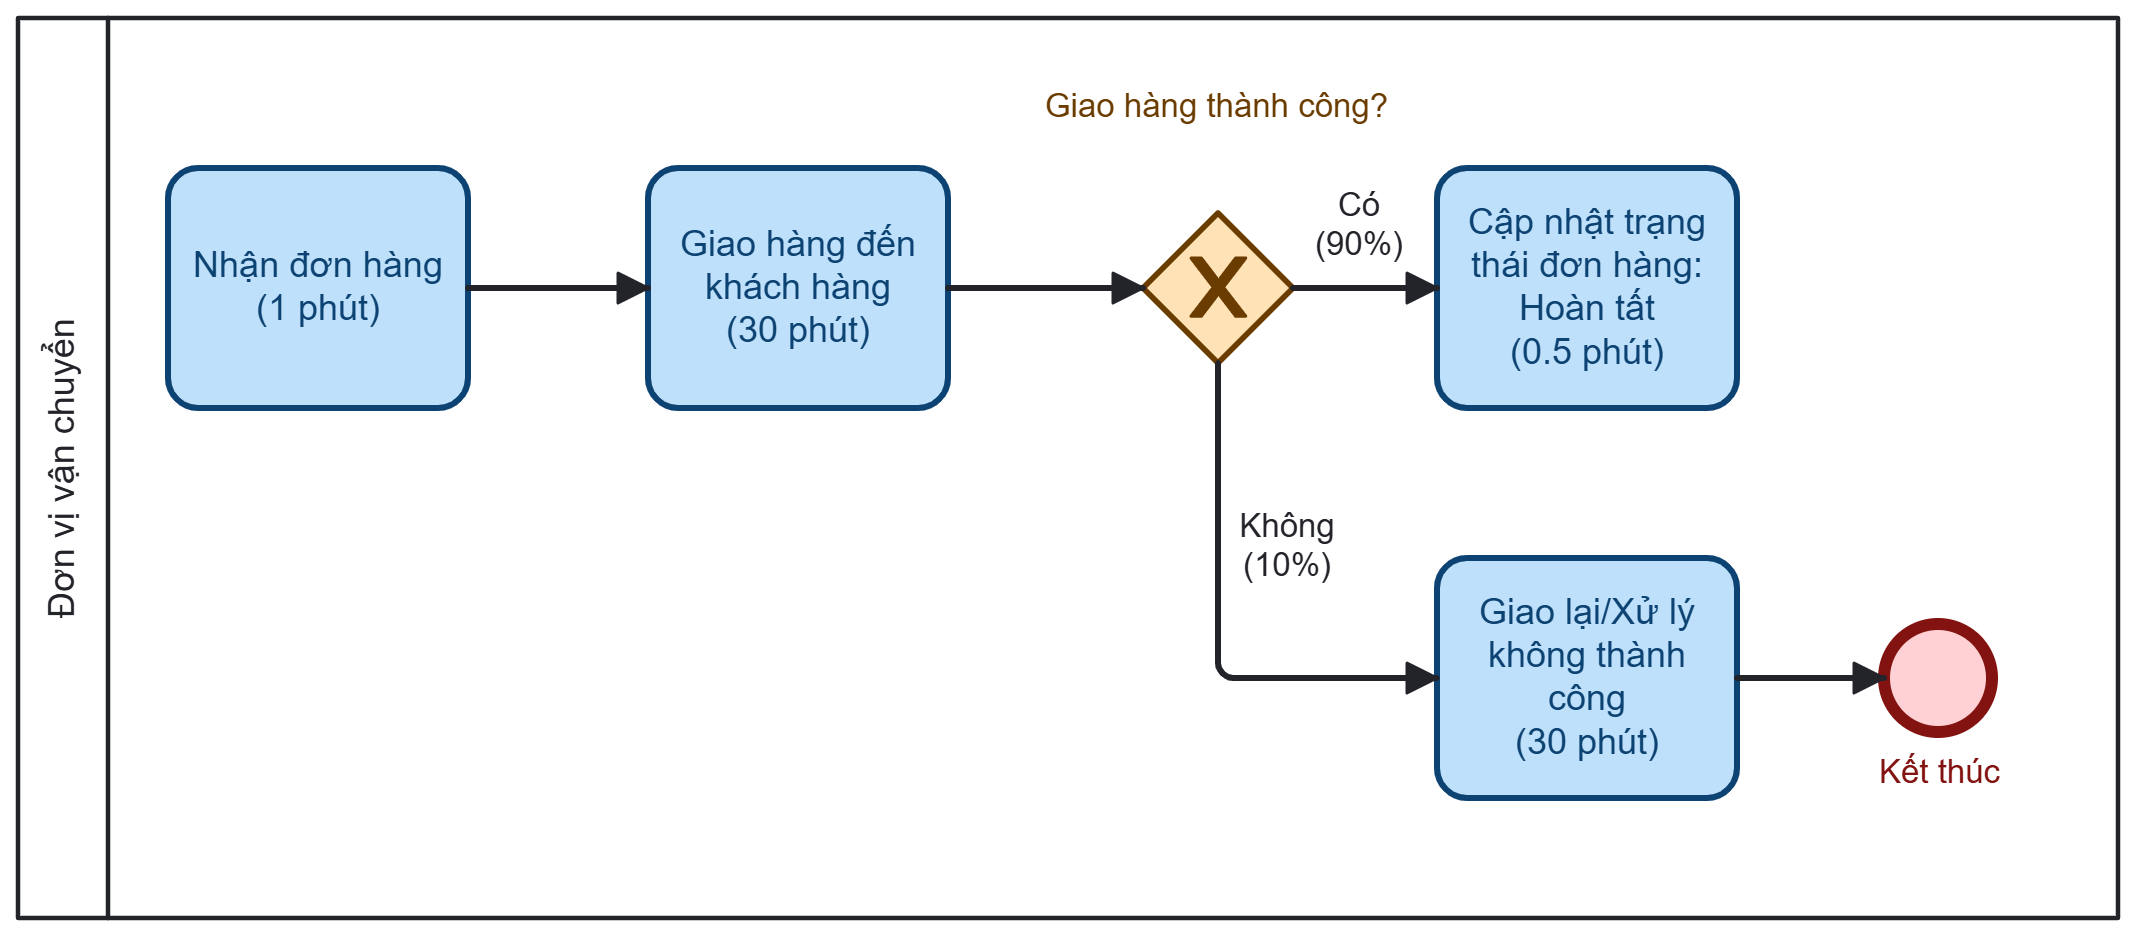 Đơn vị vận chuyển
Giao hàng thành công?
Nhận đơn hàng
(1 phút)
Giao hàng đến
khách hàng
(30 phút)
Có
(90%)
Cập nhật trạng
thái đơn hàng:
Hoàn tất
(0.5 phút)
Không
(10%)
Giao lại/Xử lý
không thành
công
(30 phút)
Kết thúc